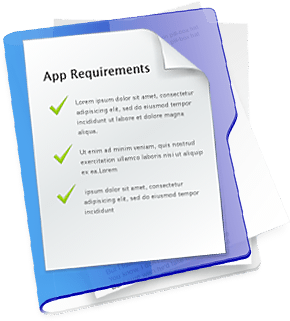 App Requirements
Lorem ipsum dolor sit amet, consectetur
adipisicing elit, sed do eiusmod tempor
incididunt ut labore et dolore magna
aliqua.
Ut enim ad minim veniam, quis nostrud
exercitation ullamco laboris nisi ut aliquip
ex ea.Lorem
ipsum dolor sit amet, consectetur
adipisicing elit, sed do eiusmod tempor
incididunt